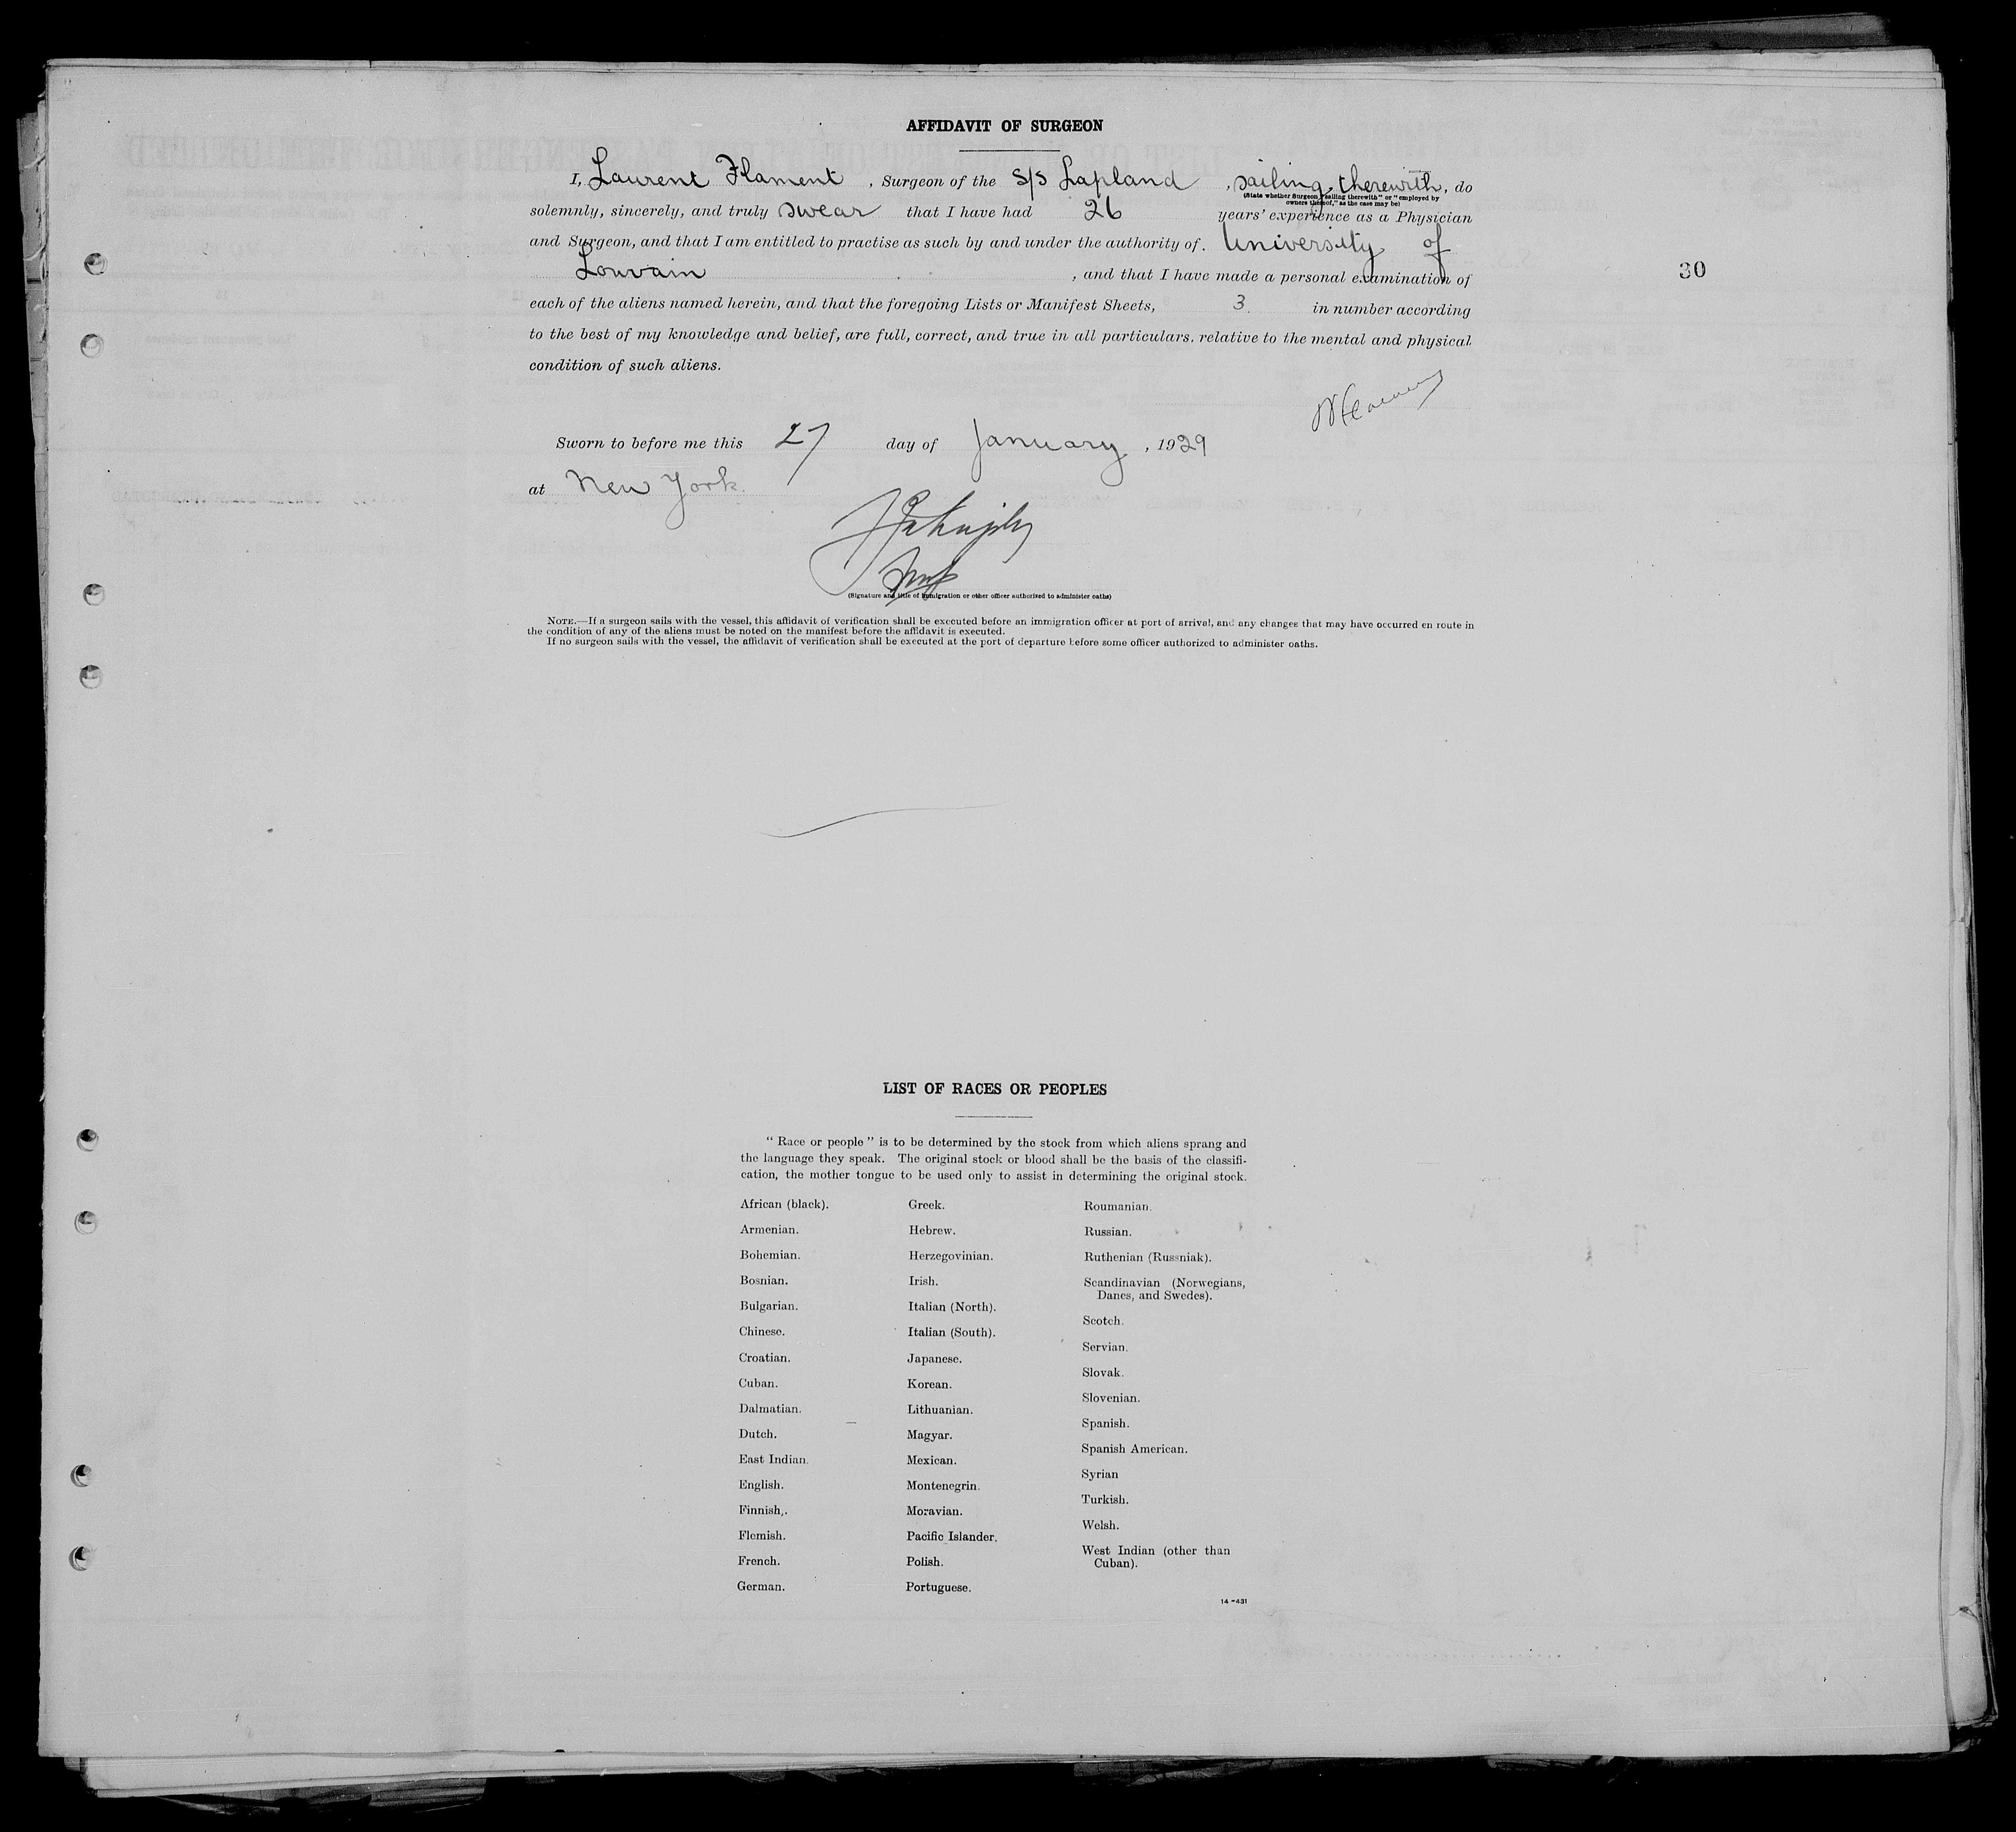 AFFIDAVIT OF SURGEON
I, Laurent Flament, Surgeon of the S/S Lapland, sailing therewith, do
(State whether Surgeon "sailing therewith" or "employed by
owners thereof," as the case may be)
solemnly, sincerely, and truly swear that I have had 26 years' experience as a Physician
and Surgeon, and that I am entitled to practise as such by and under the authority of. University of
Louvain, and that I have made a personal examination of
30
each of the aliens named herein, and that the foregoing Lists or Manifest Sheets, 3. in number according
to the best of my knowledge and belief, are full, correct, and true in all particulars, relative to the mental and physical
condition of such aliens.
Sworn to before me this 27 day of January, 1929
at New York.
(Signature and title of immigration or other officer authorized to administer oaths)
NOTE.—If a surgeon sails with the vessel, this affidavit of verification shall be executed before an immigration officer at port of arrival, and any changes that may have occurred en route in
the condition of any of the aliens must be noted on the manifest before the affidavit is executed.
If no surgeon sails with the vessel, the affidavit of verification shall be executed at the port of departure before some officer authorized to administer oaths.
LIST OF RACES OR PEOPLES
"Race or people" is to be determined by the stock from which aliens sprang and
the language they speak. The original stock or blood shall be the basis of the classifi-
cation, the mother tongue to be used only to assist in determining the original stock.
African (black).
Armenian.
Bohemian.
Bosnian.
Bulgarian.
Chinese.
Croatian.
Cuban.
Dalmatian.
Dutch.
East Indian.
English.
Finnish.
Flemish.
French.
German.
Greek.
Hebrew.
Herzegovinian.
Irish.
Italian (North).
Italian (South).
Japanese.
Korean.
Lithuanian.
Magyar.
Mexican.
Montenegrin.
Moravian.
Pacific Islander.
Polish.
Portuguese.
Roumanian.
Russian.
Ruthenian (Russniak).
Scandinavian (Norwegians,
Danes, and Swedes).
Scotch.
Servian.
Slovak.
Slovenian.
Spanish.
Spanish American.
Syrian
Turkish.
Welsh.
West Indian (other than
Cuban).
14-431